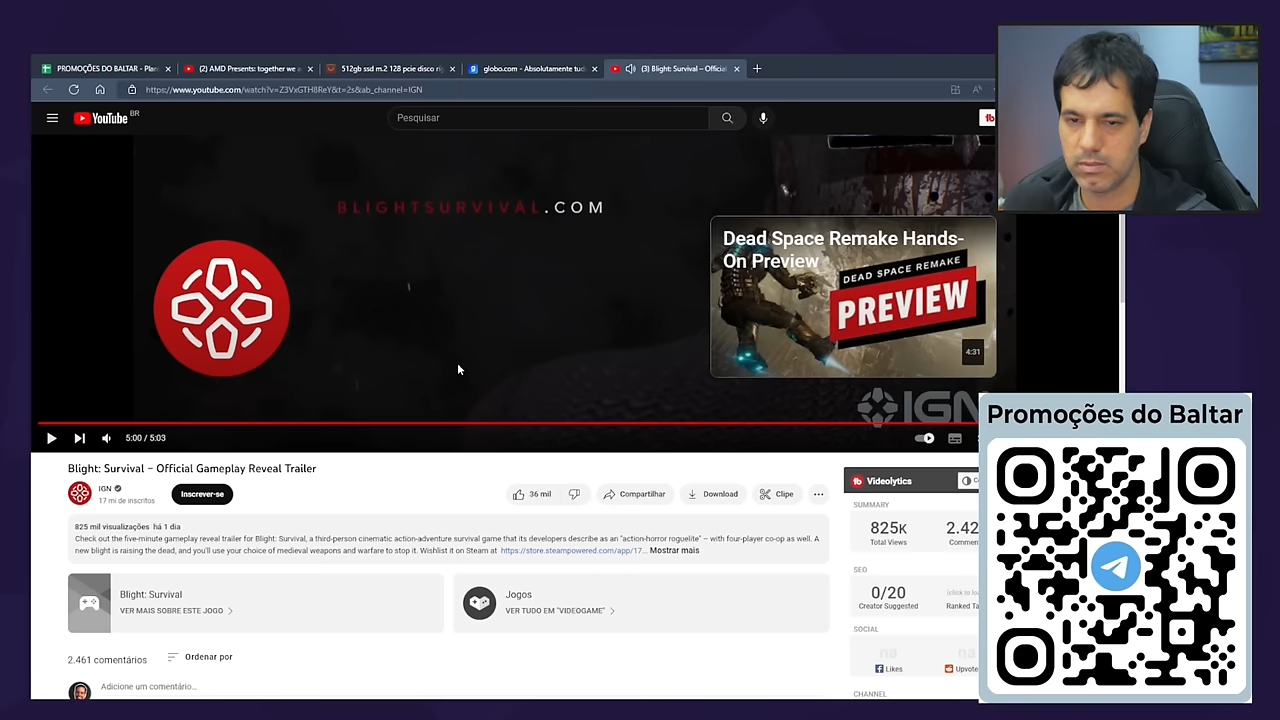 PROMOÇÕES DO BALTAR - Plan
(2) AMD Presents: together we a
512gb ssd m.2 128 pcie disco rig
globo.com - Absolutamente tud
(3) Blight: Survival – Official
https://www.youtube.com/watch?v=Z3VxGTH8ReY&t=2s&ab_channel=IGN
YouTube BR
Pesquisar
BLIGHTSURVIVAL.COM
Dead Space Remake Hands-
On Preview
DEAD SPACE REMAKE
PREVIEW
4:31
IGN
5:00 / 5:03
Blight: Survival – Official Gameplay Reveal Trailer
IGN
17 mi de inscritos
Inscrever-se
36 mil
Compartilhar
Download
Clipe
825 mil visualizações há 1 dia
Check out the five-minute gameplay reveal trailer for Blight: Survival, a third-person cinematic action-adventure survival game that its developers describe as an "action-horror roguelite" – with four-player co-op as well. A
new blight is raising the dead, and you'll use your choice of medieval weapons and warfare to stop it. Wishlist it on Steam at https://store.steampowered.com/app/17... Mostrar mais
Blight: Survival
VER MAIS SOBRE ESTE JOGO
Jogos
VER TUDO EM "VIDEOGAME"
2.461 comentários
Ordenar por
Adicione um comentário...
Videolytics
SUMMARY
825K
Total Views
2.42
Commen
SEO
0/20
Creator Suggested
(click to lo
Ranked Ta
SOCIAL
na
Likes
na
Upvote
CHANNEL
Promoções do Baltar